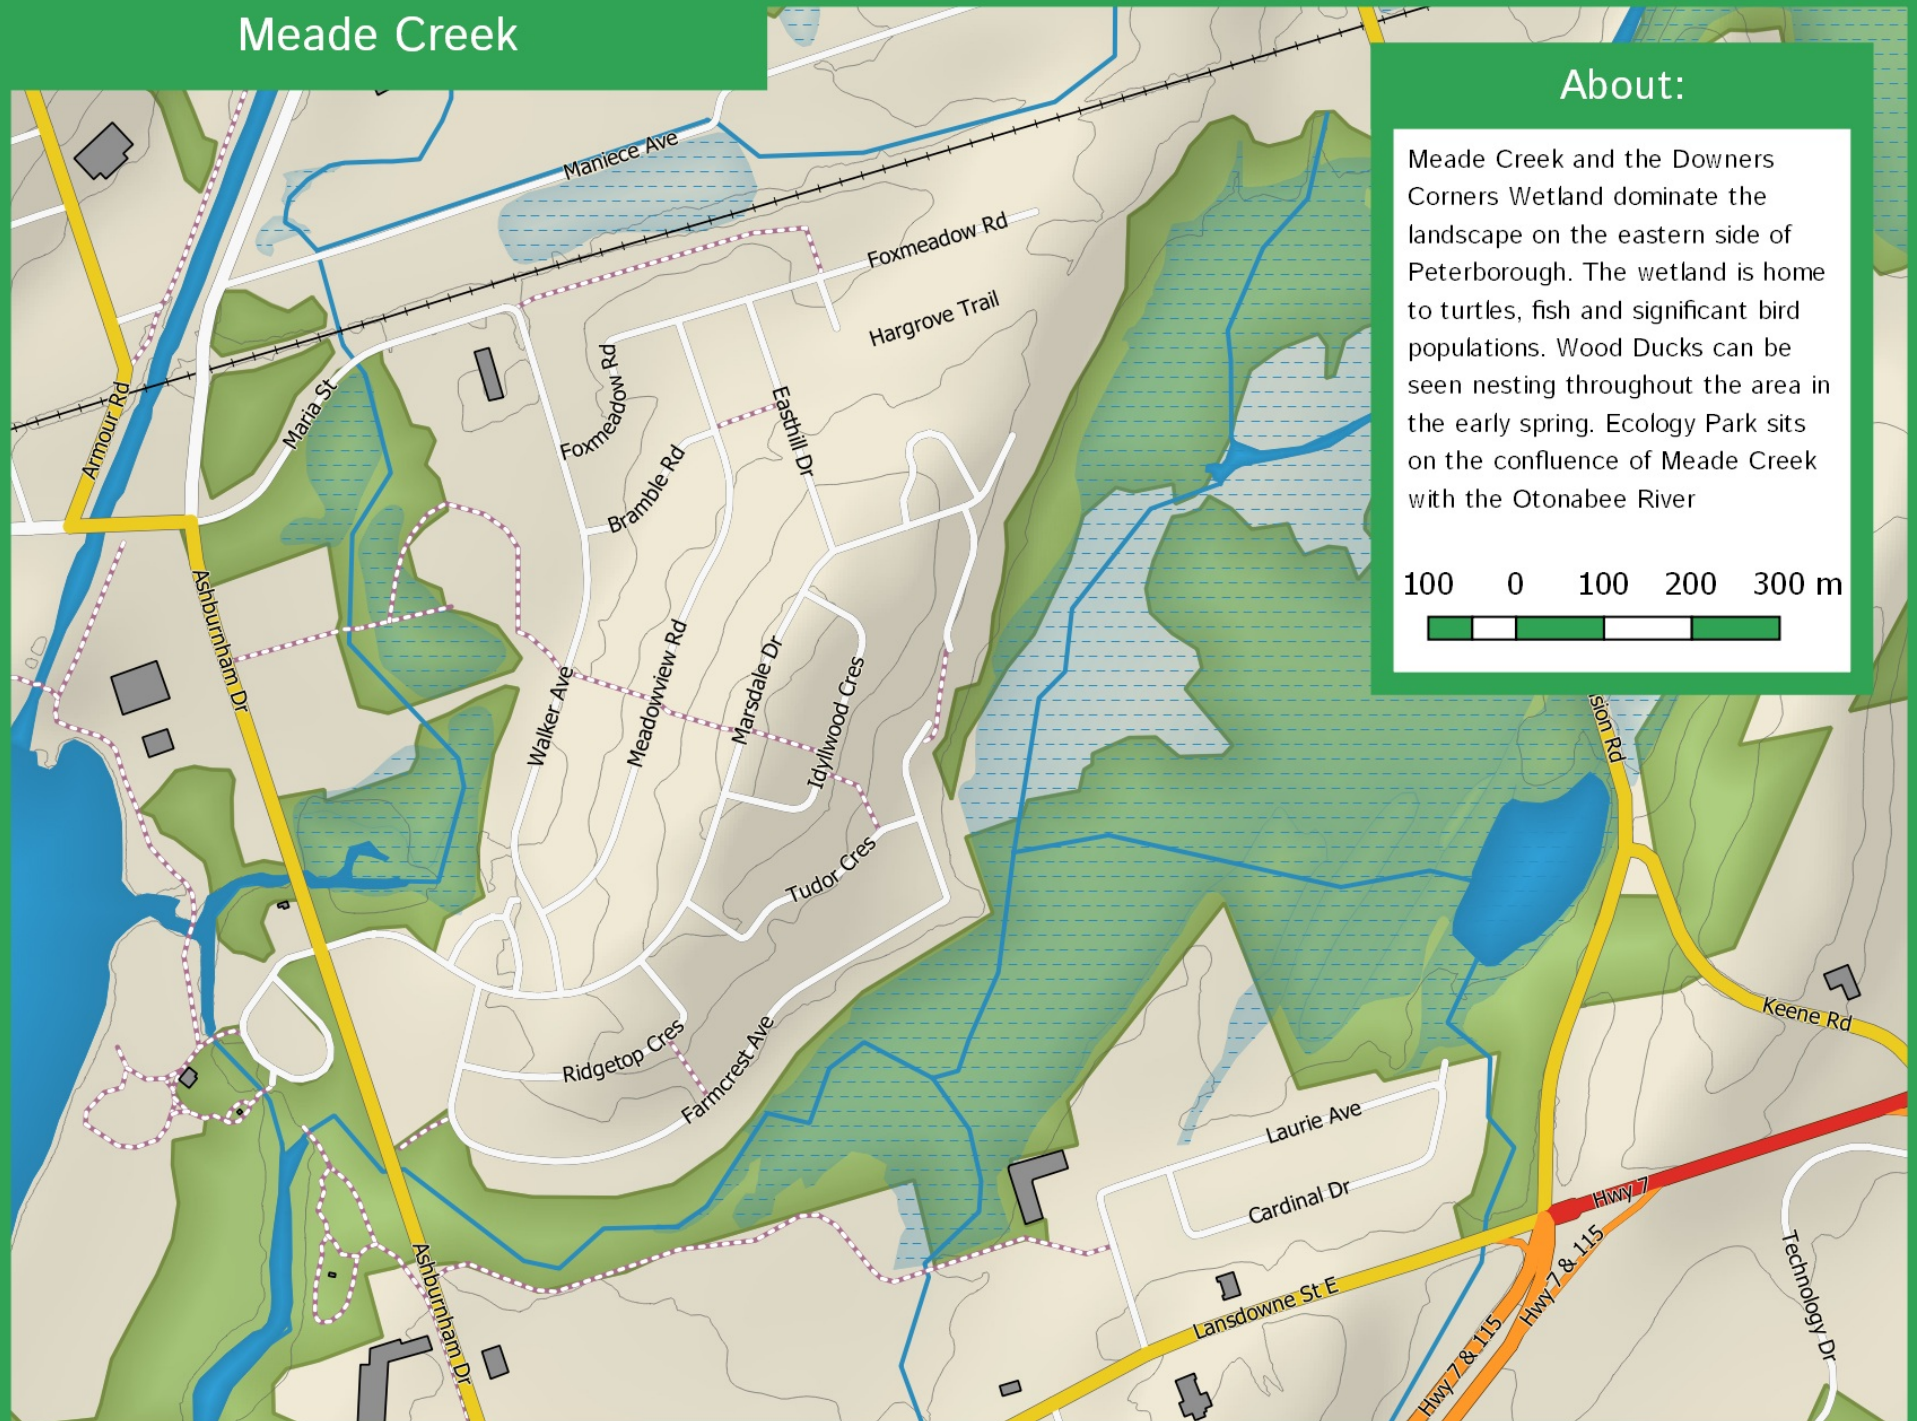 Meade Creek
About:
Meade Creek and the Downers
Corners Wetland dominate the
landscape on the eastern side of
Peterborough. The wetland is home
to turtles, fish and significant bird
populations. Wood Ducks can be
seen nesting throughout the area in
the early spring. Ecology Park sits
on the confluence of Meade Creek
with the Otonabee River
100 0 100 200 300 m
Maniece Ave
Foxmeadow Rd
Hargrove Trail
Armour Rd
Maria St
Foxmeadow Rd
Easthill Dr
Bramble Rd
Ashburnham Dr
Walker Ave
Meadowview Rd
Marsdale Dr
Idyllwood Cres
sion Rd
Tudor Cres
Keene Rd
Ridgetop Cres
Farmcrest Ave
Laurie Ave
Cardinal Dr
Hwy 7
Hwy 7 & 115
Hwy 7 & 115
Technology Dr
Lansdowne St E
Ashburnham Dr